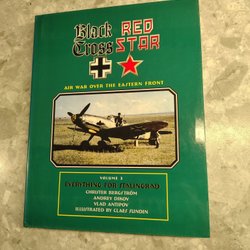 Black
Cross
RED
STAR
AIR WAR OVER THE EASTERN FRONT
VOLUME 3
EVERYTHING FOR STALINGRAD
CHRISTER BERGSTRÖM
ANDREY DIKOV
VLAD ANTIPOV
ILLUSTRATED BY CLAES SUNDIN